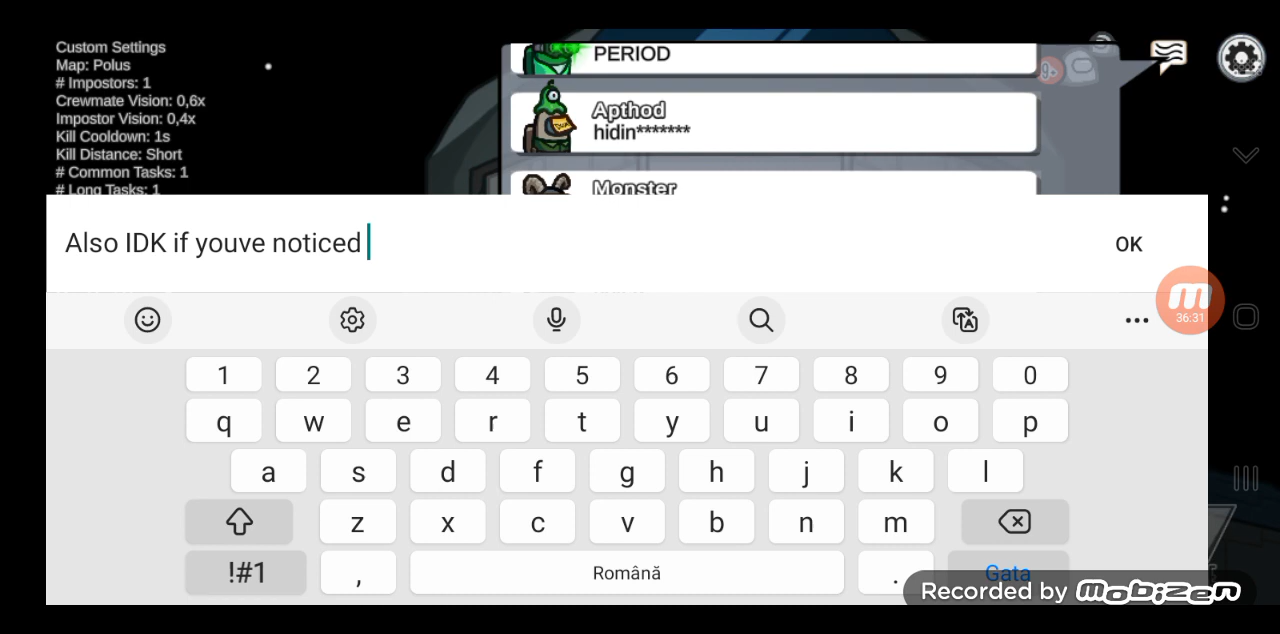 Custom Settings
Map: Polus
# Impostors: 1
Crewmate Vision: 0,6x
Impostor Vision: 0,4x
Kill Cooldown: 1s
Kill Distance: Short
# Common Tasks: 1
# Long Tasks: 1
PERIOD
Apthod
hidin*******
Monster
Also IDK if youve noticed
OK
36:31
1 2 3 4 5 6 7 8 9 0
q w e r t y u i o p
a s d f g h j k l
z x c v b n m
!#1 , Română . Gata
Recorded by mobizen